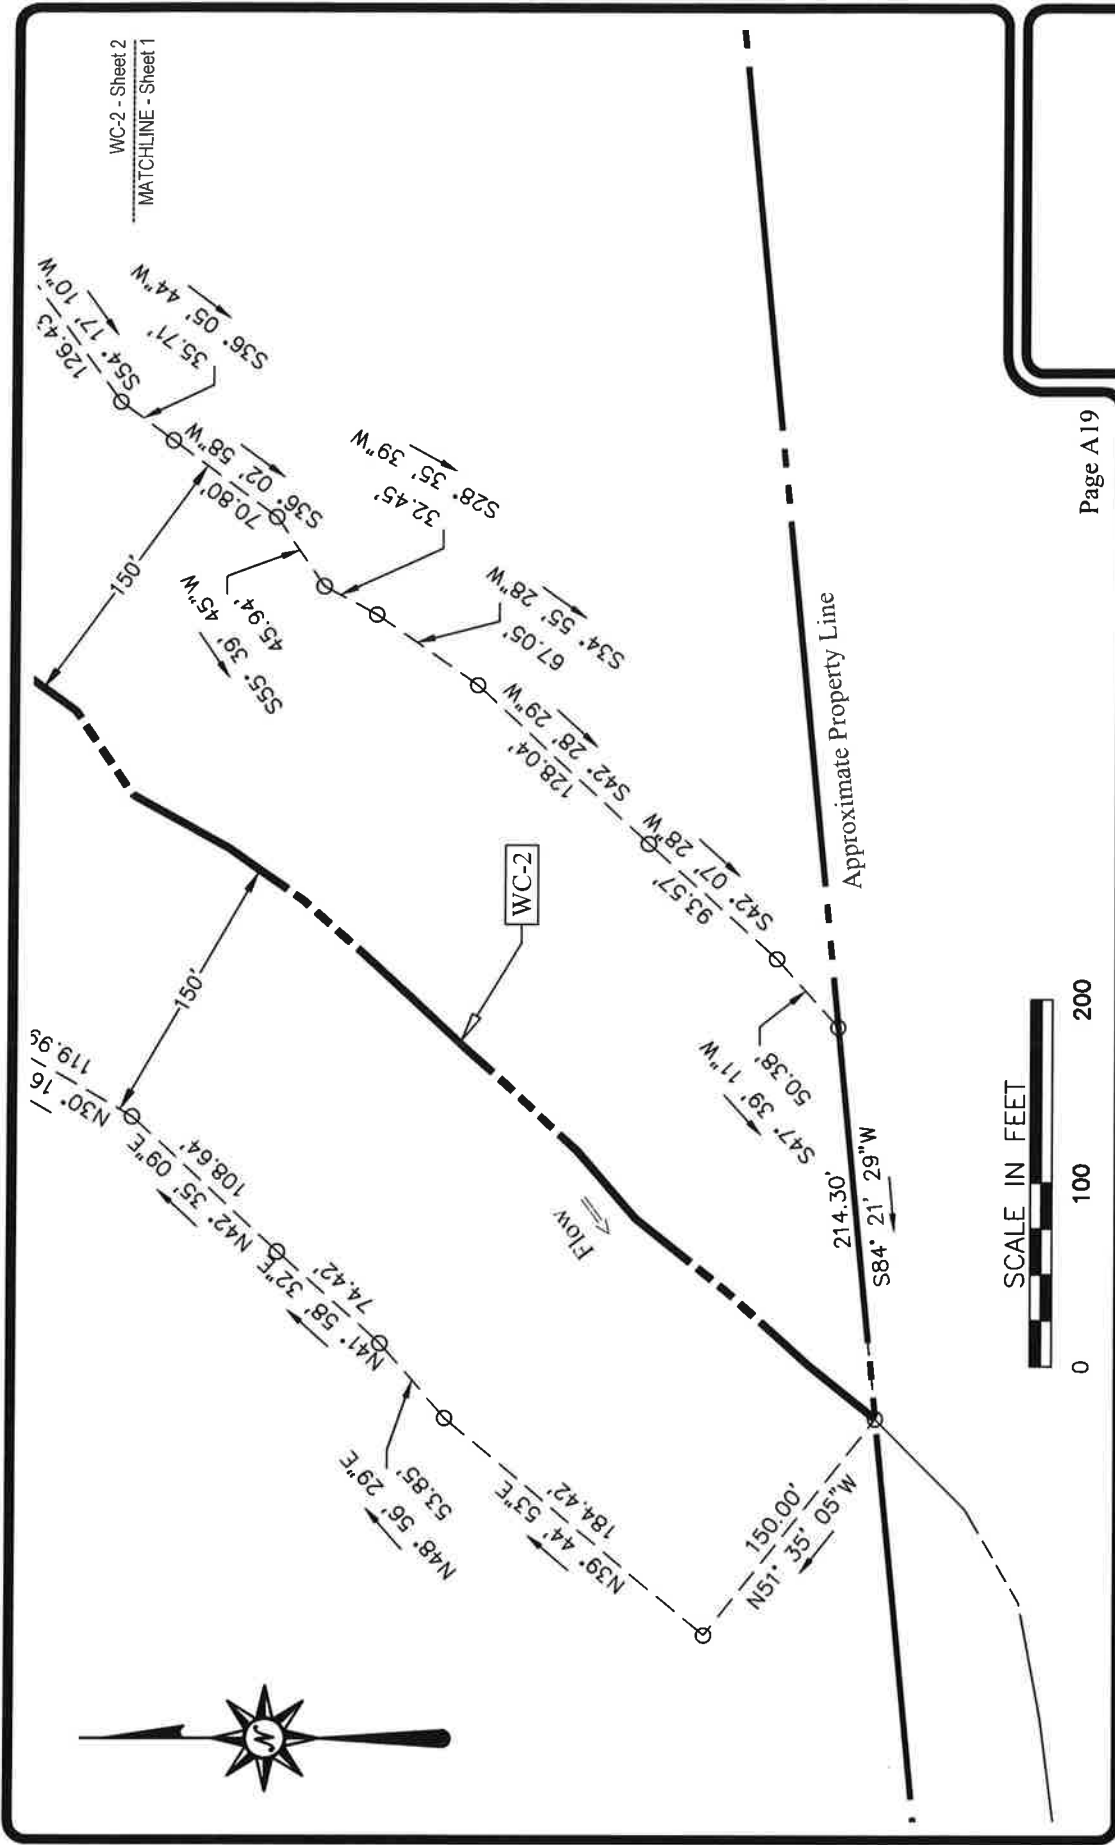 WC-2 - Sheet 2
MATCHLINE - Sheet 1
126.43
S54° 17' 10"W
35.71'
S36° 05' 44"W
70.80'
S36° 02' 58"W
150'
45.94'
S55° 39' 45"W
32.45'
S28° 35' 39"W
67.05'
S34° 55' 28"W
128.04'
S42° 28' 29"W
93.57'
S42° 07' 28"W
50.38'
S47° 39' 11"W
WC-2
150'
119.99
N30° 16
N42° 35' 09"E
108.64'
N41° 58' 32"E
74.42'
N48° 56' 29"E
53.85'
N39° 44' 53"E
184.42'
Flow
150.00'
N51° 35' 05"W
214.30'
S84° 21' 29"W
Approximate Property Line
N
SCALE IN FEET
0 100 200
Page A19